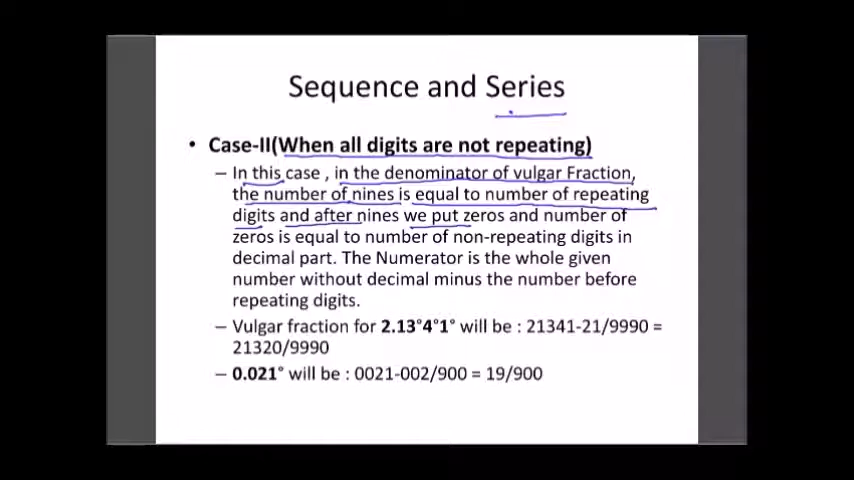 Sequence and Series
• Case-II(When all digits are not repeating)
– In this case , in the denominator of vulgar Fraction,
the number of nines is equal to number of repeating
digits and after nines we put zeros and number of
zeros is equal to number of non-repeating digits in
decimal part. The Numerator is the whole given
number without decimal minus the number before
repeating digits.
– Vulgar fraction for 2.13°4°1° will be : 21341-21/9990 =
21320/9990
– 0.021° will be : 0021-002/900 = 19/900